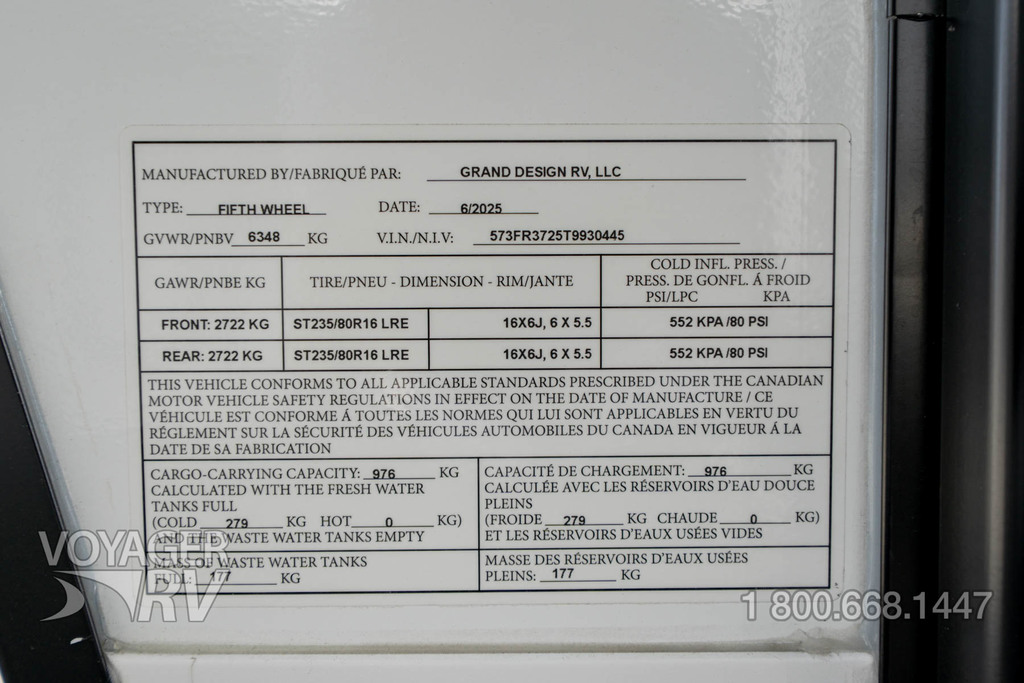 MANUFACTURED BY/FABRIQUÉ PAR: GRAND DESIGN RV, LLC
TYPE: FIFTH WHEEL DATE: 6/2025
GVWR/PNBV 6348 KG V.I.N./N.I.V: 573FR3725T9930445
GAWR/PNBE KG TIRE/PNEU - DIMENSION - RIM/JANTE COLD INFL. PRESS. /
PRESS. DE GONFL. Á FROID
PSI/LPC KPA
FRONT: 2722 KG ST235/80R16 LRE 16X6J, 6 X 5.5 552 KPA /80 PSI
REAR: 2722 KG ST235/80R16 LRE 16X6J, 6 X 5.5 552 KPA /80 PSI
THIS VEHICLE CONFORMS TO ALL APPLICABLE STANDARDS PRESCRIBED UNDER THE CANADIAN
MOTOR VEHICLE SAFETY REGULATIONS IN EFFECT ON THE DATE OF MANUFACTURE / CE
VÉHICULE EST CONFORME Á TOUTES LES NORMES QUI LUI SONT APPLICABLES EN VERTU DU
RÉGLEMENT SUR LA SÉCURITÉ DES VÉHICULES AUTOMOBILES DU CANADA EN VIGUEUR Á LA
DATE DE SA FABRICATION
CARGO-CARRYING CAPACITY: 976 KG
CALCULATED WITH THE FRESH WATER
TANKS FULL
(COLD 279 KG HOT 0 KG)
AND THE WASTE WATER TANKS EMPTY
MASS OF WASTE WATER TANKS
FULL: 177 KG
CAPACITÉ DE CHARGEMENT: 976 KG
CALCULÉE AVEC LES RÉSERVOIRS D'EAU DOUCE
PLEINS
(FROIDE 279 KG CHAUDE 0 KG)
ET LES RÉSERVOIRS D'EAUX USÉES VIDES
MASSE DES RÉSERVOIRS D'EAUX USÉES
PLEINS: 177 KG
VOYAGER
RV
1 800.668.1447